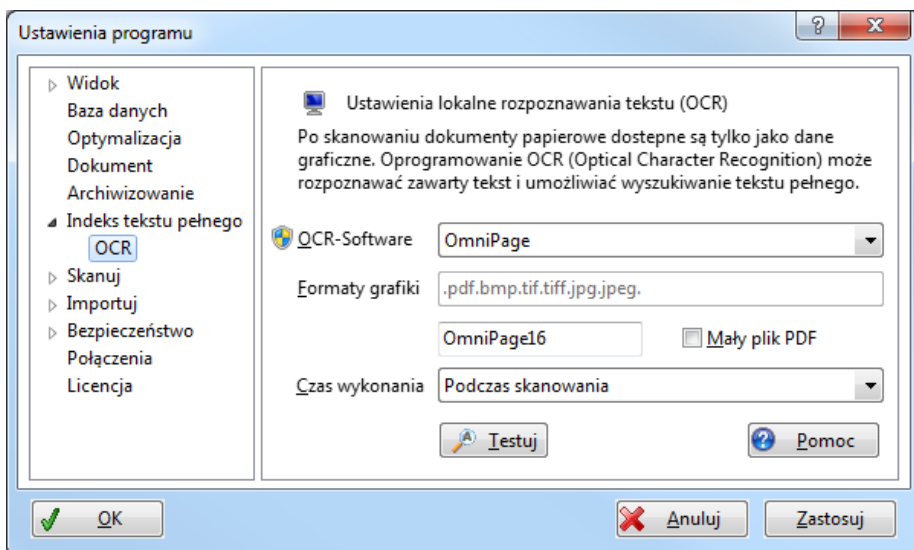 Ustawienia programu
Widok
Baza danych
Optymalizacja
Dokument
Archiwizowanie
Indeks tekstu pełnego
OCR
Skanuj
Importuj
Bezpieczeństwo
Połączenia
Licencja
Ustawienia lokalne rozpoznawania tekstu (OCR)
Po skanowaniu dokumenty papierowe dostepne są tylko jako dane
graficzne. Oprogramowanie OCR (Optical Character Recognition) może
rozpoznawać zawarty tekst i umożliwiać wyszukiwanie tekstu pełnego.
OCR-Software OmniPage
Formaty grafiki .pdf.bmp.tif.tiff.jpg.jpeg.
OmniPage16 Mały plik PDF
Czas wykonania Podczas skanowania
Testuj Pomoc
OK Anuluj Zastosuj